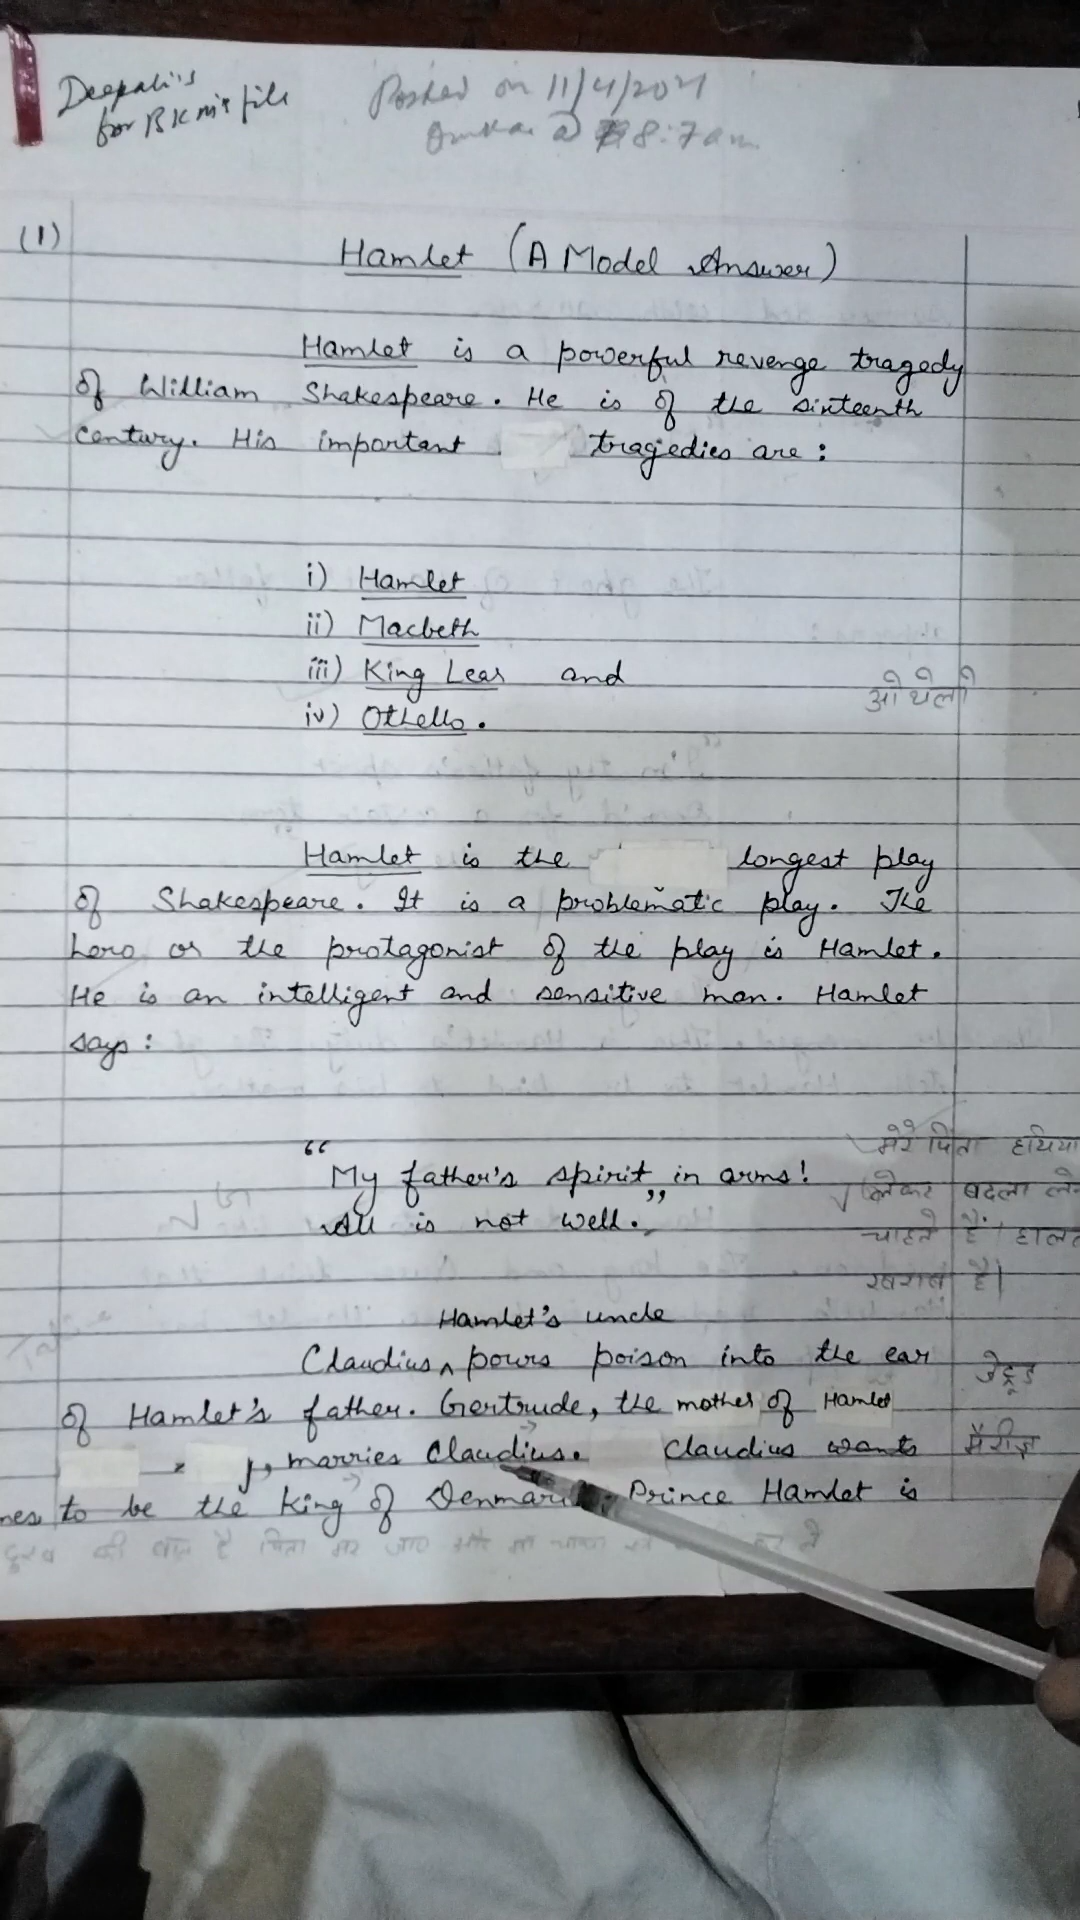 Deepali's
for BK mix file
Posted on 11/4/2021
@ 8:7am
(1)
Hamlet (A Model Answer)
Hamlet is a powerful revenge tragedy
of William Shakespeare. He is of the sixteenth
century. His important tragedies are:
i) Hamlet
ii) Macbeth
iii) King Lear and
ओथेलो
iv) Othello.
Hamlet is the longest play
of Shakespeare. It is a problematic play. The
hero or the protagonist of the play is Hamlet.
He is an intelligent and sensitive man. Hamlet
says:
मेरे पिता हथिया
"My father's spirit in arms!
लेकर बदला लेन
All is not well."
चाहते हैं। हालत
खराब है।
Hamlet's uncle
Claudius ^ pours poison into the ear
जेट्रूड
of Hamlet's father. Gertrude, the mother of Hamlet
, marries Claudius. Claudius wants
मैरीज़
mes to be the King of Denmark. Prince Hamlet is
दुख की बात है पिता मर जाए और मां चाचा